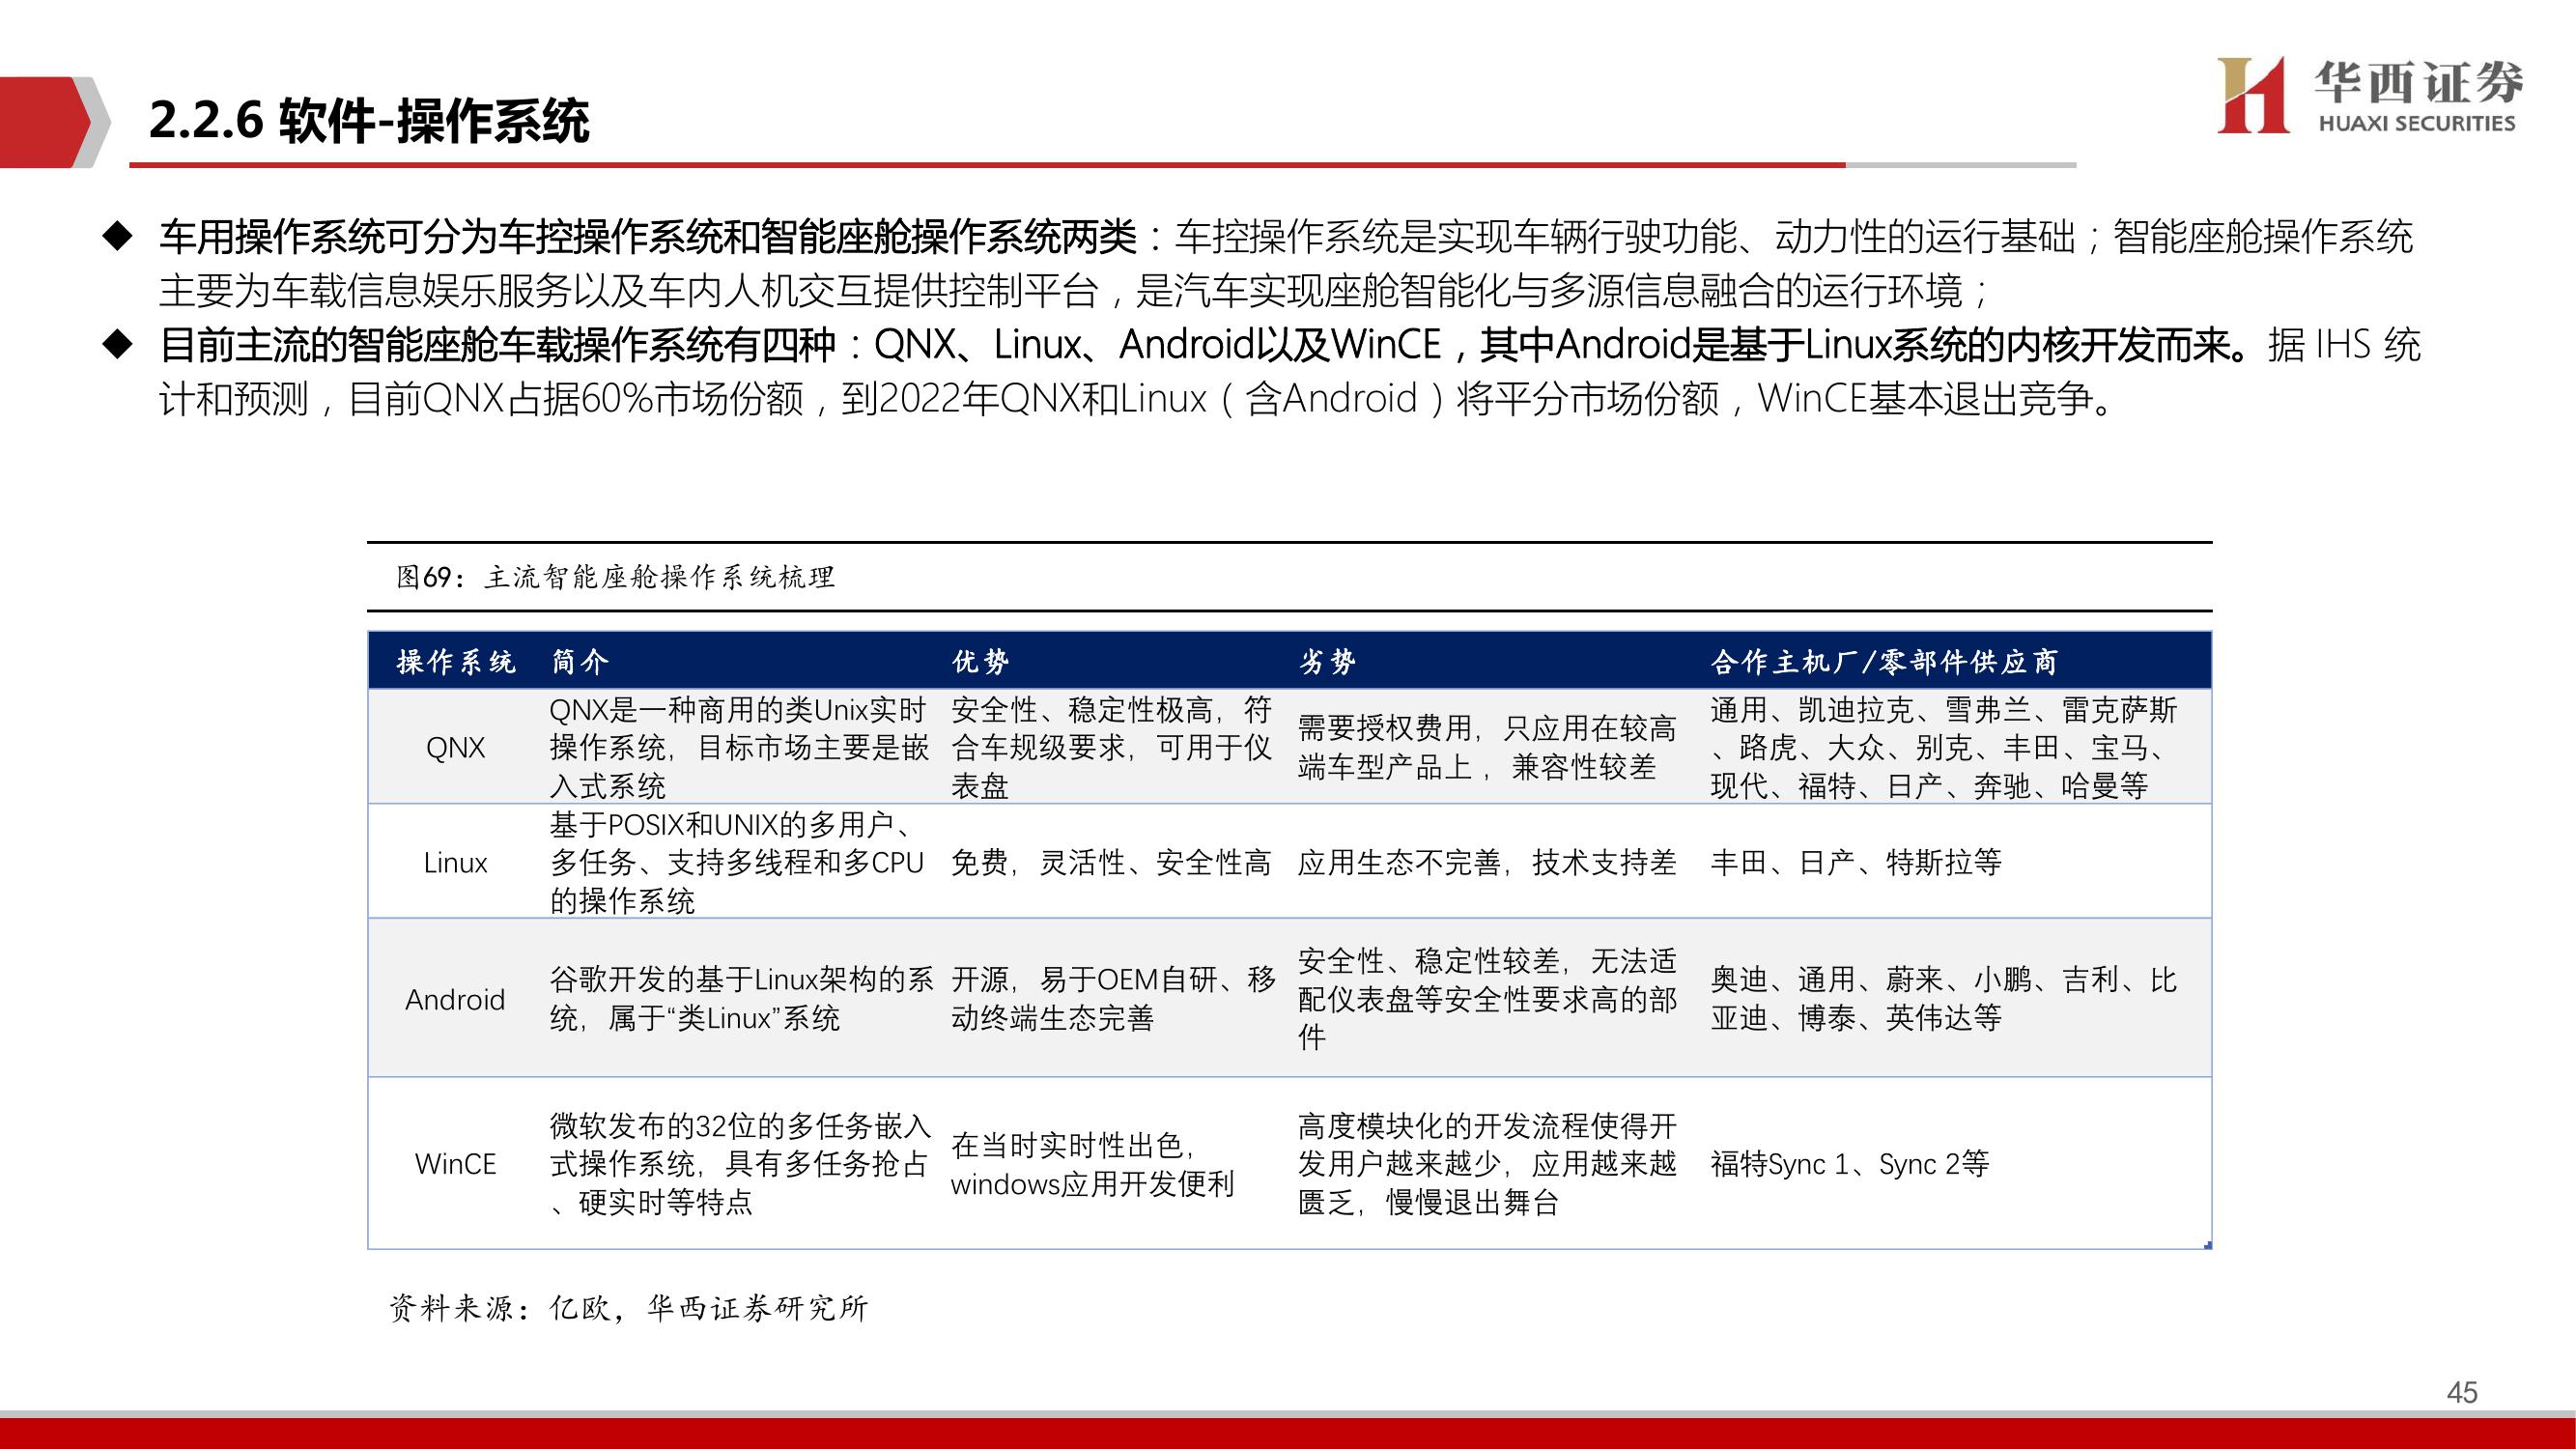 2.2.6 软件-操作系统
华西证券
HUAXI SECURITIES
◆ 车用操作系统可分为车控操作系统和智能座舱操作系统两类：车控操作系统是实现车辆行驶功能、动力性的运行基础；智能座舱操作系统
主要为车载信息娱乐服务以及车内人机交互提供控制平台，是汽车实现座舱智能化与多源信息融合的运行环境；
◆ 目前主流的智能座舱车载操作系统有四种：QNX、Linux、Android以及WinCE，其中Android是基于Linux系统的内核开发而来。据 IHS 统
计和预测，目前QNX占据60%市场份额，到2022年QNX和Linux（含Android）将平分市场份额，WinCE基本退出竞争。
图69：主流智能座舱操作系统梳理
操作系统 简介 优势 劣势 合作主机厂/零部件供应商
QNX
QNX是一种商用的类Unix实时
操作系统，目标市场主要是嵌
入式系统
安全性、稳定性极高，符
合车规级要求，可用于仪
表盘
需要授权费用，只应用在较高
端车型产品上 ，兼容性较差
通用、凯迪拉克、雪弗兰、雷克萨斯
、路虎、大众、别克、丰田、宝马、
现代、福特、日产、奔驰、哈曼等
Linux
基于POSIX和UNIX的多用户、
多任务、支持多线程和多CPU
的操作系统
免费，灵活性、安全性高
应用生态不完善，技术支持差
丰田、日产、特斯拉等
Android
谷歌开发的基于Linux架构的系
统，属于“类Linux”系统
开源，易于OEM自研、移
动终端生态完善
安全性、稳定性较差，无法适
配仪表盘等安全性要求高的部
件
奥迪、通用、蔚来、小鹏、吉利、比
亚迪、博泰、英伟达等
WinCE
微软发布的32位的多任务嵌入
式操作系统，具有多任务抢占
、硬实时等特点
在当时实时性出色，
windows应用开发便利
高度模块化的开发流程使得开
发用户越来越少，应用越来越
匮乏，慢慢退出舞台
福特Sync 1、Sync 2等
资料来源：亿欧，华西证券研究所
45